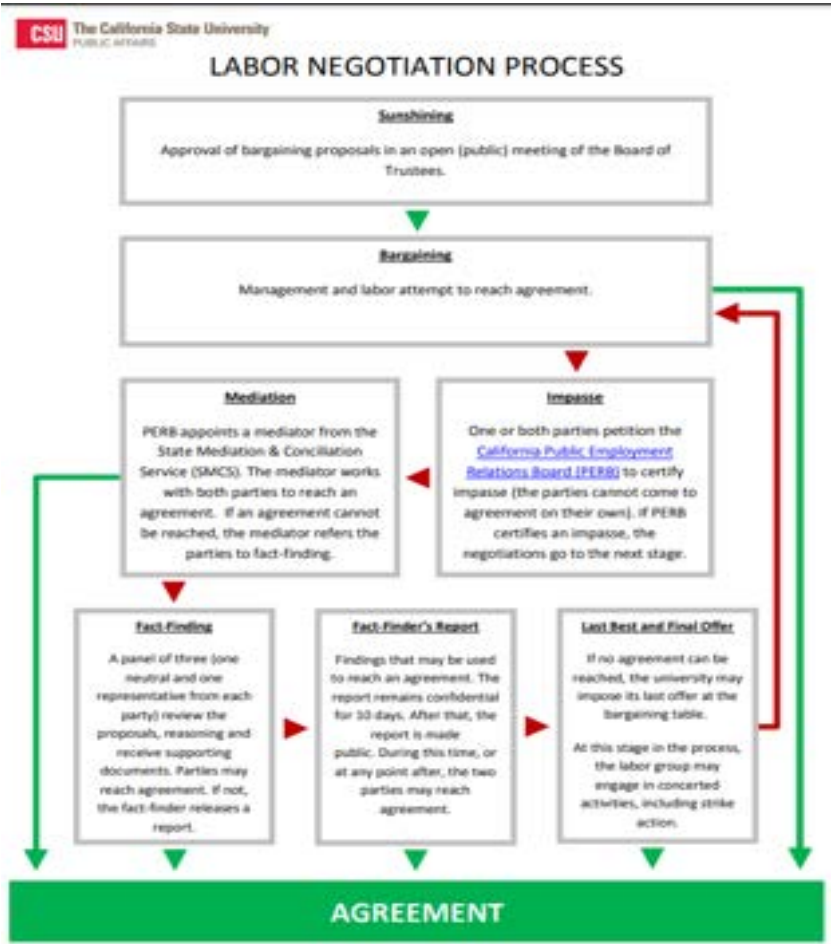 CSU The California State University
PUBLIC AFFAIRS
LABOR NEGOTIATION PROCESS
Sunshining
Approval of bargaining proposals in an open (public) meeting of the Board of
Trustees.
Bargaining
Management and labor attempt to reach agreement.
Mediation
PERB appoints a mediator from the
State Mediation & Conciliation
Service (SMCS). The mediator works
with both parties to reach an
agreement. If an agreement cannot
be reached, the mediator refers the
parties to fact-finding.
Impasse
One or both parties petition the
California Public Employment
Relations Board (PERB) to certify
impasse (the parties cannot come to
agreement on their own). If PERB
certifies an impasse, the
negotiations go to the next stage.
Fact-Finding
A panel of three (one
neutral and one
representative from each
party) review the
proposals, reasoning and
receive supporting
documents. Parties may
reach agreement. If not,
the fact-finder releases a
report.
Fact-Finder's Report
Findings that may be used
to reach an agreement. The
report remains confidential
for 10 days. After that, the
report is made
public. During this time, or
at any point after, the two
parties may reach
agreement.
Last Best and Final Offer
If no agreement can be
reached, the university may
impose its last offer at the
bargaining table.
At this stage in the process,
the labor group may
engage in concerted
activities, including strike
action.
AGREEMENT